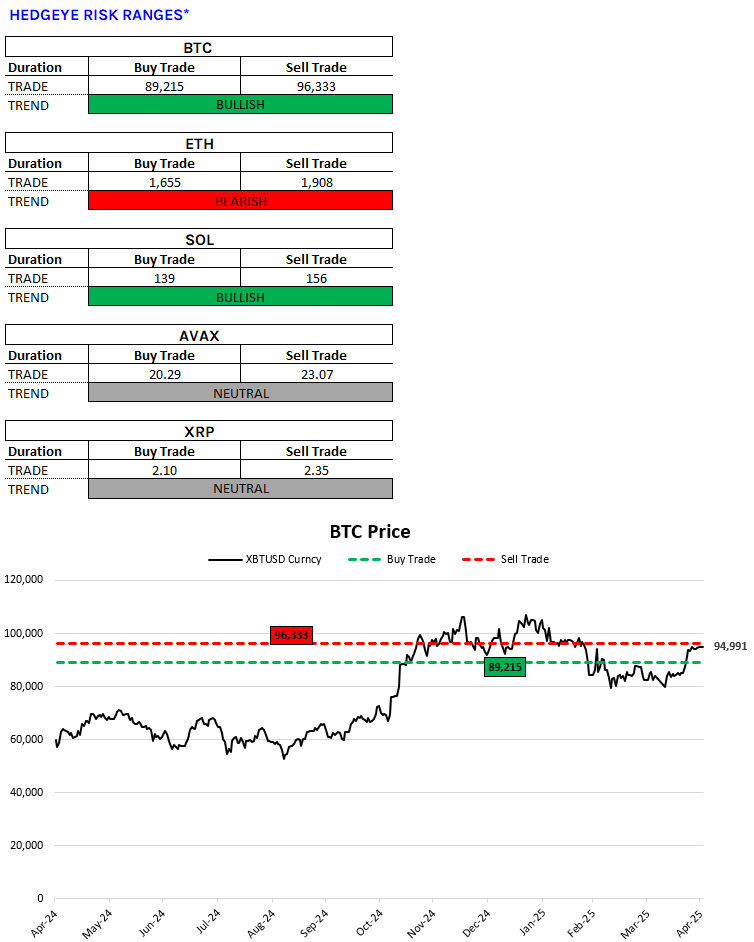 HEDGEYE RISK RANGES*
BTC
Duration Buy Trade Sell Trade
TRADE 89,215 96,333
TREND BULLISH
ETH
Duration Buy Trade Sell Trade
TRADE 1,655 1,908
TREND BEARISH
SOL
Duration Buy Trade Sell Trade
TRADE 139 156
TREND BULLISH
AVAX
Duration Buy Trade Sell Trade
TRADE 20.29 23.07
TREND NEUTRAL
XRP
Duration Buy Trade Sell Trade
TRADE 2.10 2.35
TREND NEUTRAL
BTC Price
XBTUSD Curncy Buy Trade Sell Trade
120,000
100,000
96,333
94,991
89,215
80,000
60,000
40,000
20,000
0
Apr-24 May-24 Jun-24 Jul-24 Aug-24 Sep-24 Oct-24 Nov-24 Dec-24 Jan-25 Feb-25 Mar-25 Apr-25